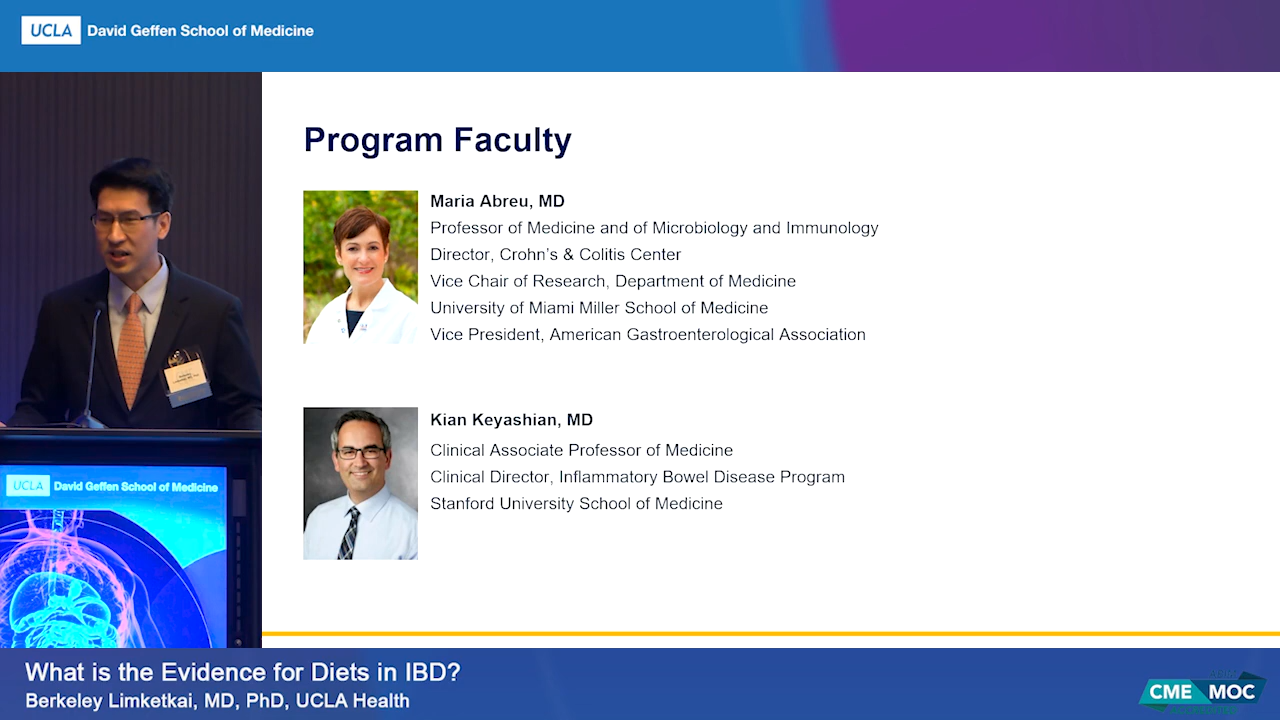 UCLA David Geffen School of Medicine
Program Faculty
Maria Abreu, MD
Professor of Medicine and of Microbiology and Immunology
Director, Crohn’s & Colitis Center
Vice Chair of Research, Department of Medicine
University of Miami Miller School of Medicine
Vice President, American Gastroenterological Association
Kian Keyashian, MD
Clinical Associate Professor of Medicine
Clinical Director, Inflammatory Bowel Disease Program
Stanford University School of Medicine
UCLA David Geffen School of Medicine
What is the Evidence for Diets in IBD?
Berkeley Limketkai, MD, PhD, UCLA Health
CME MOC